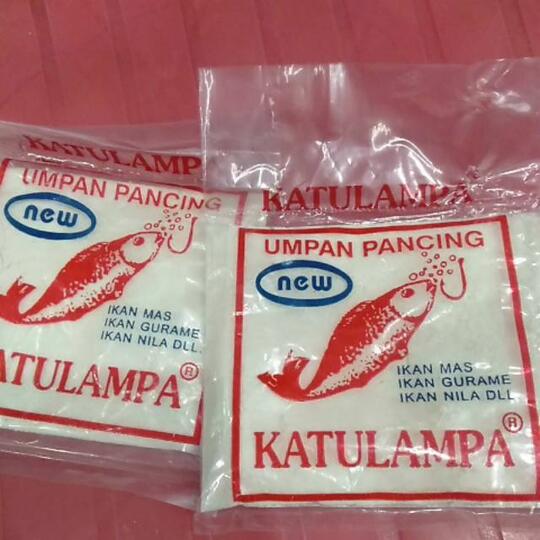 KATULAMPA
UMPAN PANCING
new
IKAN MAS
IKAN GURAME
IKAN NILA DLL.
ATULAMPA®
KATULAMPA®
UMPAN PANCING
new
IKAN MAS
IKAN GURAME
IKAN NILA DLL
KATULAMPA®